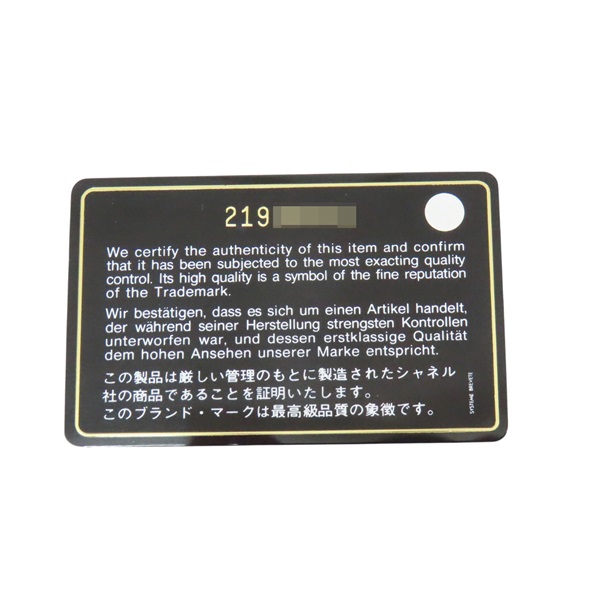 219
We certify the authenticity of this item and confirm
that it has been subjected to the most exacting quality
control. Its high quality is a symbol of the fine reputation
of the Trademark.
Wir bestätigen, dass es sich um einen Artikel handelt,
der während seiner Herstellung strengsten Kontrollen
unterworfen war, und dessen erstklassige Qualität
dem hohen Ansehen unserer Marke entspricht.
この製品は厳しい管理のもとに製造されたシャネル
社の商品であることを証明いたします。
このブランド・マークは最高級品質の象徴です。
SYSTEME BREVETE